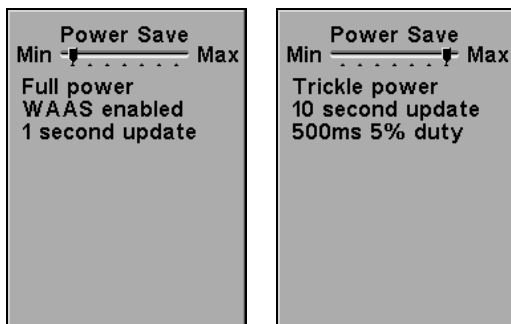 Power Save
Min Max
Full power
WAAS enabled
1 second update
Power Save
Min Max
Trickle power
10 second update
500ms 5% duty